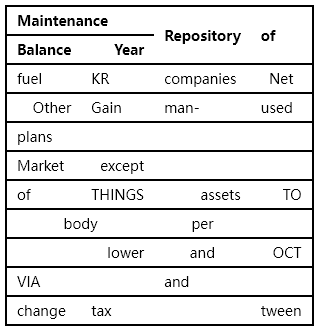 Maintenance
Repository of
Balance Year
fuel KR companies Net
Other Gain man- used
plans
Market except
of THINGS assets TO
body per
lower and OCT
VIA and
change tax tween